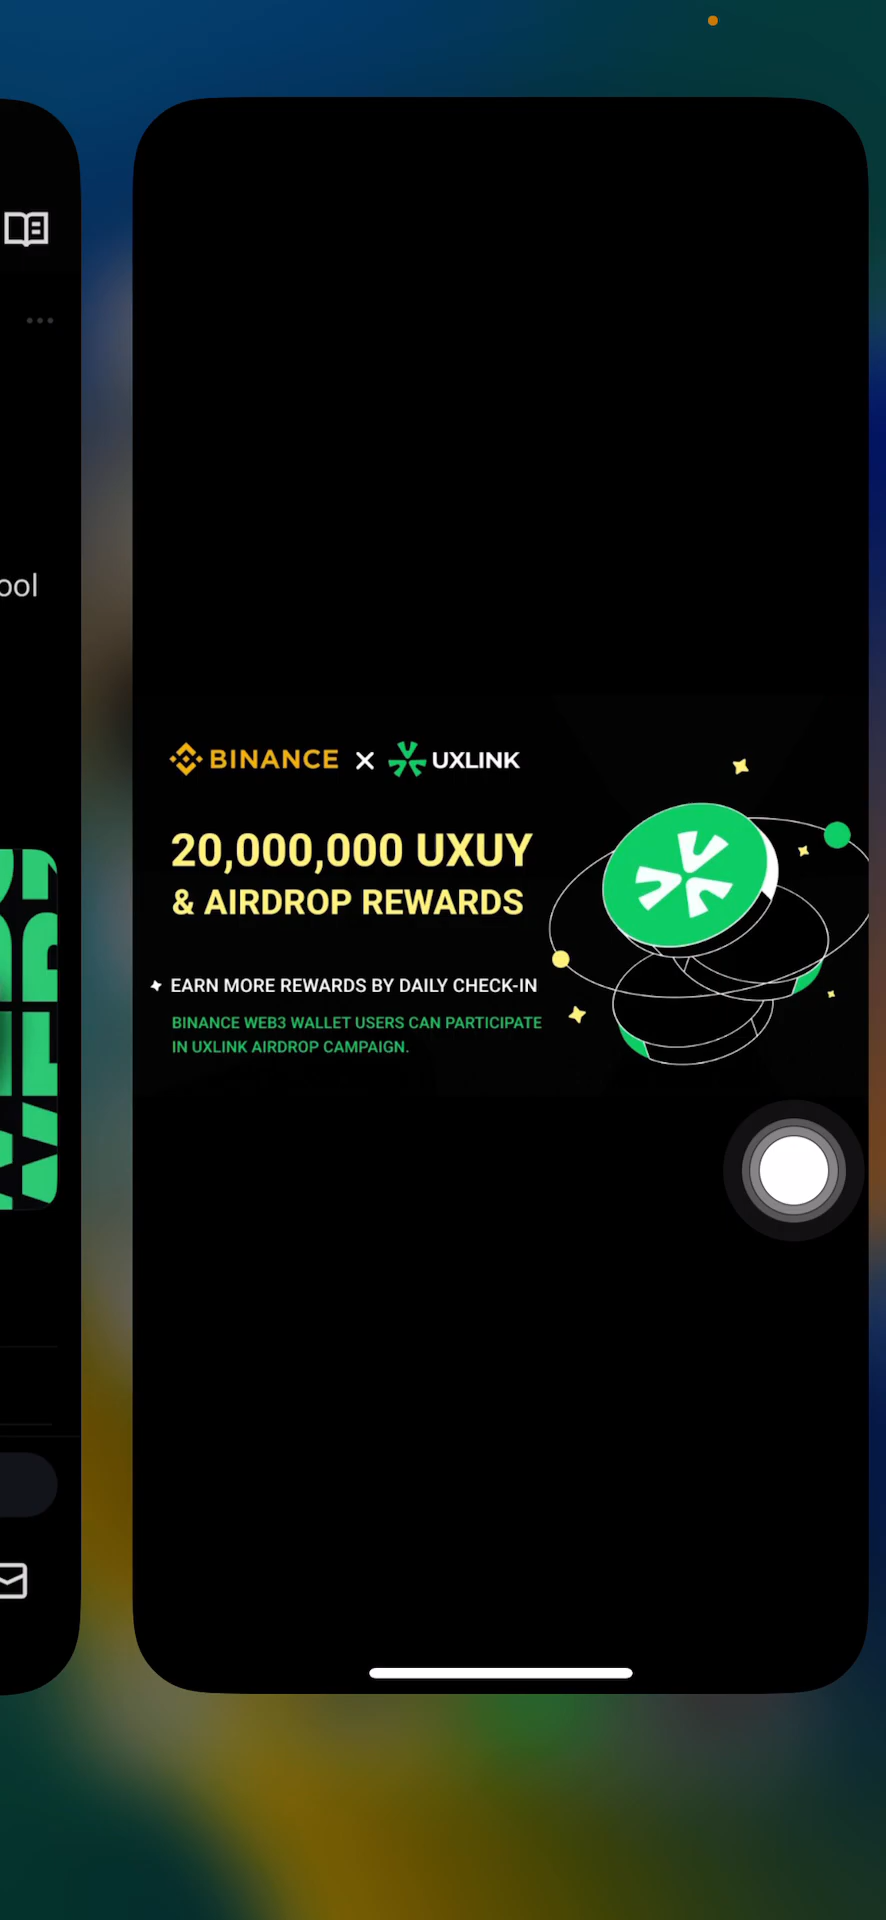 ool
BINANCE X UXLINK
20,000,000 UXUY
& AIRDROP REWARDS
EARN MORE REWARDS BY DAILY CHECK-IN
BINANCE WEB3 WALLET USERS CAN PARTICIPATE
IN UXLINK AIRDROP CAMPAIGN.